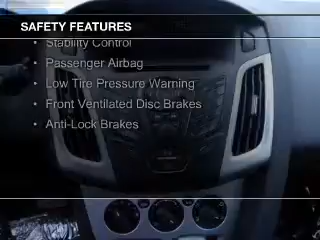 SAFETY FEATURES
• Stability Control
• Passenger Airbag
• Low Tire Pressure Warning
• Front Ventilated Disc Brakes
• Anti-Lock Brakes